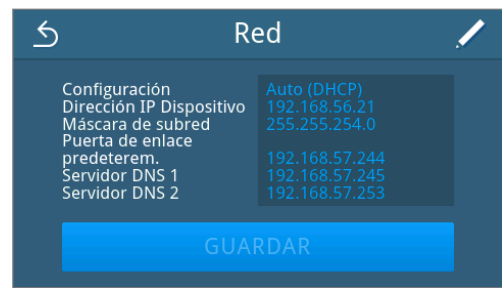 Red
Configuración Auto (DHCP)
Dirección IP Dispositivo 192.168.56.21
Máscara de subred 255.255.254.0
Puerta de enlace
predeterem. 192.168.57.244
Servidor DNS 1 192.168.57.245
Servidor DNS 2 192.168.57.253
GUARDAR